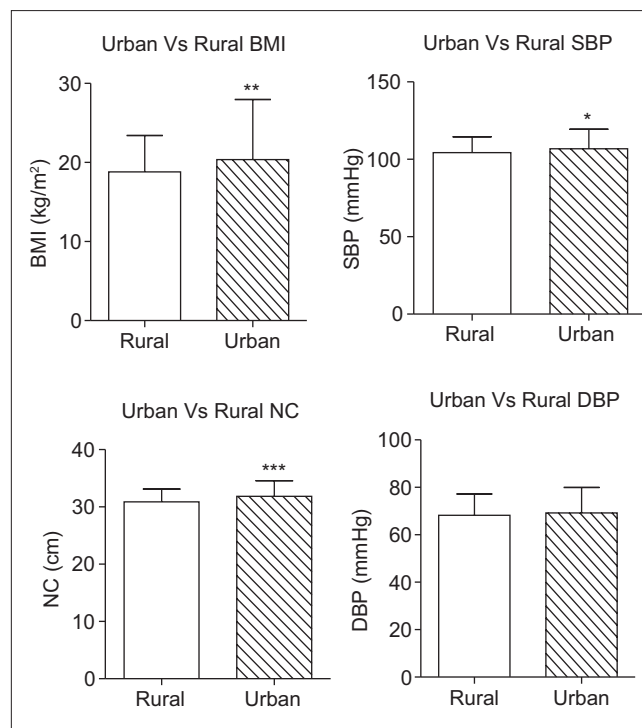 Urban Vs Rural BMI
30
20
10
0
BMI (kg/m²)
**
Rural Urban
Urban Vs Rural SBP
150
100
50
0
SBP (mmHg)
*
Rural Urban
Urban Vs Rural NC
40
30
20
10
0
NC (cm)
***
Rural Urban
Urban Vs Rural DBP
100
80
60
40
20
0
DBP (mmHg)
Rural Urban